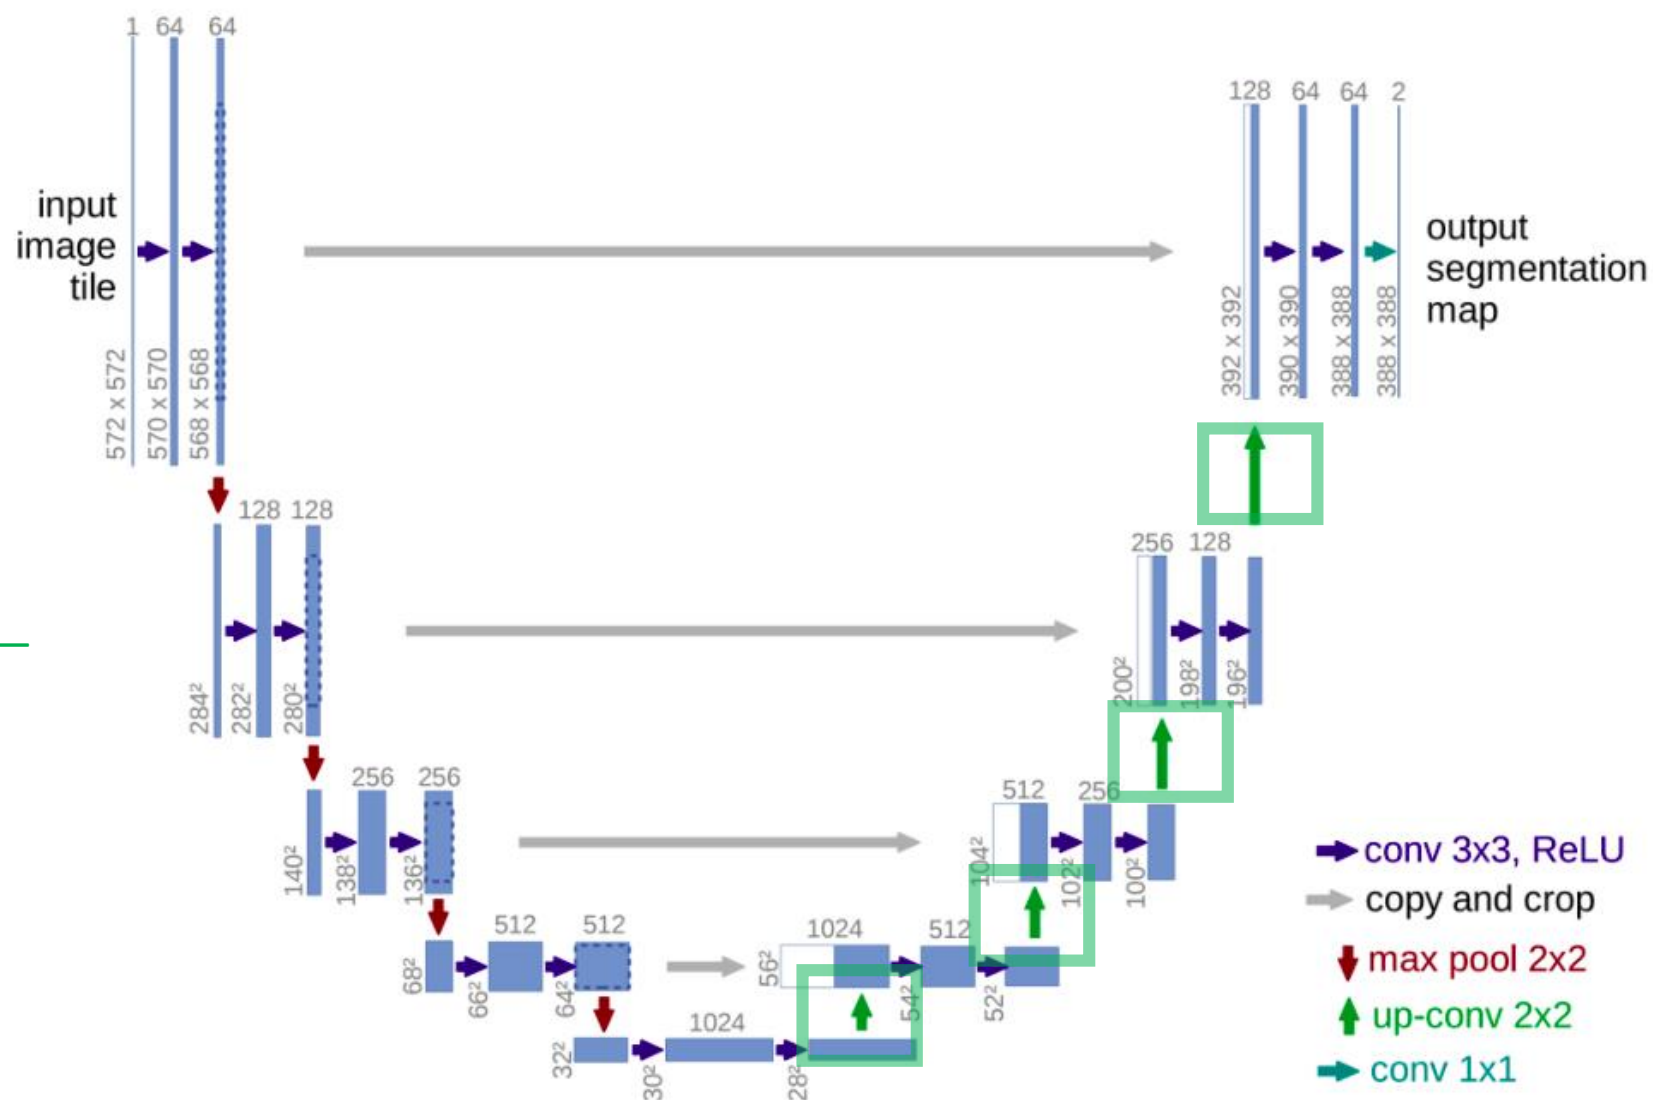 1 64 64
128 64 64 2
input
image
tile
output
segmentation
map
572 x 572
570 x 570
568 x 568
392 x 392
390 x 390
388 x 388
388 x 388
128 128
256 128
284²
282²
280²
200²
198²
196²
256 256
512 256
140²
138²
136²
104²
102²
100²
conv 3x3, ReLU
copy and crop
max pool 2x2
up-conv 2x2
conv 1x1
512 512
1024 512
68²
66²
64²
56²
54²
52²
1024
32²
30²
28²